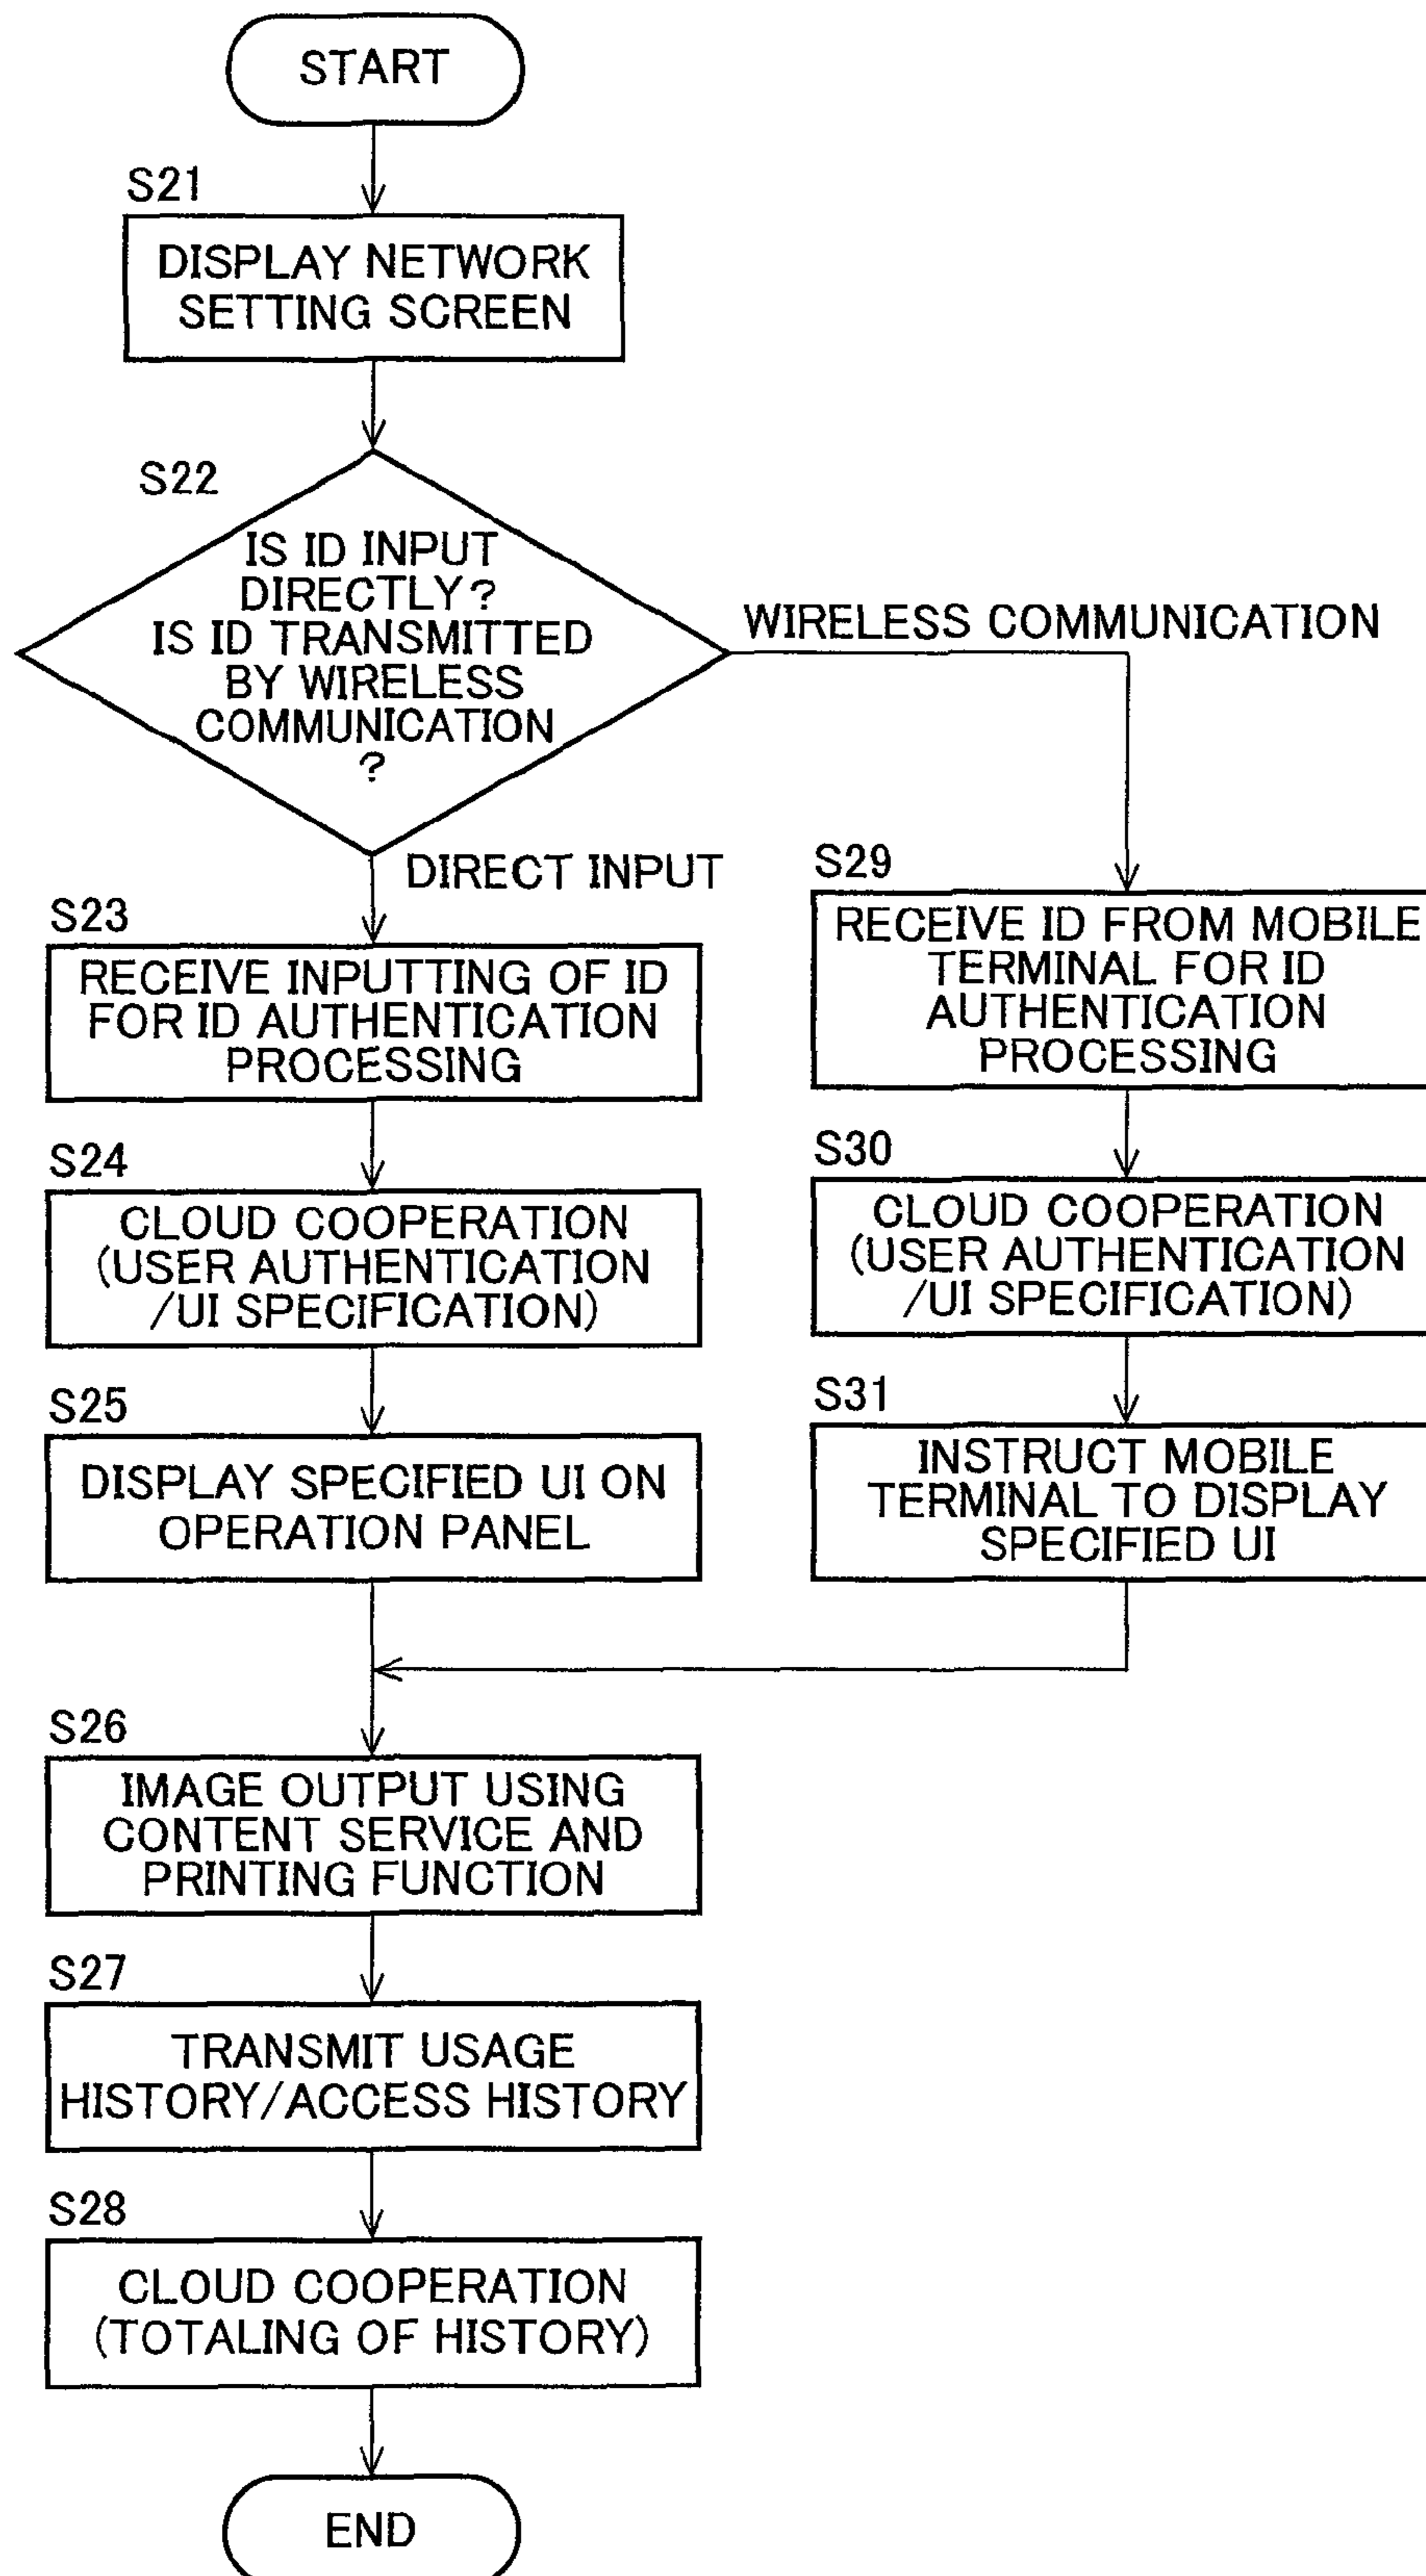 START
S21
DISPLAY NETWORK
SETTING SCREEN
S22
IS ID INPUT
DIRECTLY?
IS ID TRANSMITTED
BY WIRELESS
COMMUNICATION
?
WIRELESS COMMUNICATION
DIRECT INPUT
S23
RECEIVE INPUTTING OF ID
FOR ID AUTHENTICATION
PROCESSING
S24
CLOUD COOPERATION
(USER AUTHENTICATION
/UI SPECIFICATION)
S25
DISPLAY SPECIFIED UI ON
OPERATION PANEL
S29
RECEIVE ID FROM MOBILE
TERMINAL FOR ID
AUTHENTICATION
PROCESSING
S30
CLOUD COOPERATION
(USER AUTHENTICATION
/UI SPECIFICATION)
S31
INSTRUCT MOBILE
TERMINAL TO DISPLAY
SPECIFIED UI
S26
IMAGE OUTPUT USING
CONTENT SERVICE AND
PRINTING FUNCTION
S27
TRANSMIT USAGE
HISTORY/ACCESS HISTORY
S28
CLOUD COOPERATION
(TOTALING OF HISTORY)
END